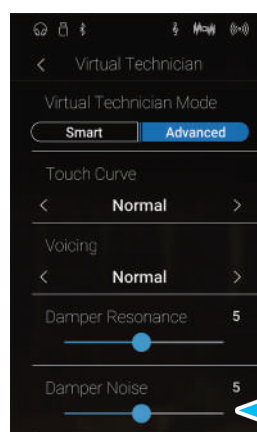 < Virtual Technician
Virtual Technician Mode
Smart Advanced
Touch Curve
< Normal >
Voicing
< Normal >
Damper Resonance 5
Damper Noise 5